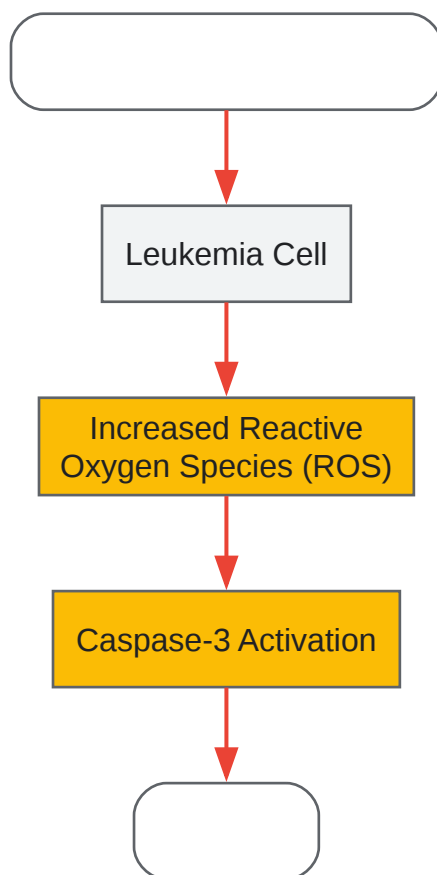 Leukemia Cell
Increased Reactive
Oxygen Species (ROS)
Caspase-3 Activation